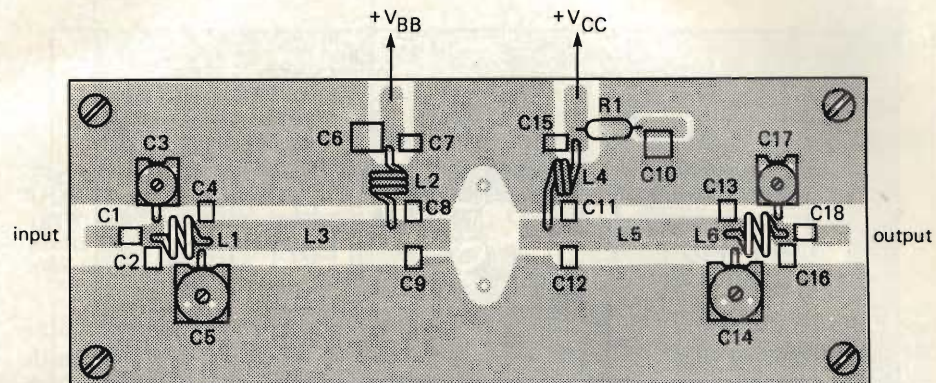 +VBB
+VCC
R1
C6
C7
C15
C3
C17
C10
C4
L2
L4
C13
C1
C8
C11
C18
input
L1
L3
L5
L6
output
C2
C9
C12
C16
C5
C14